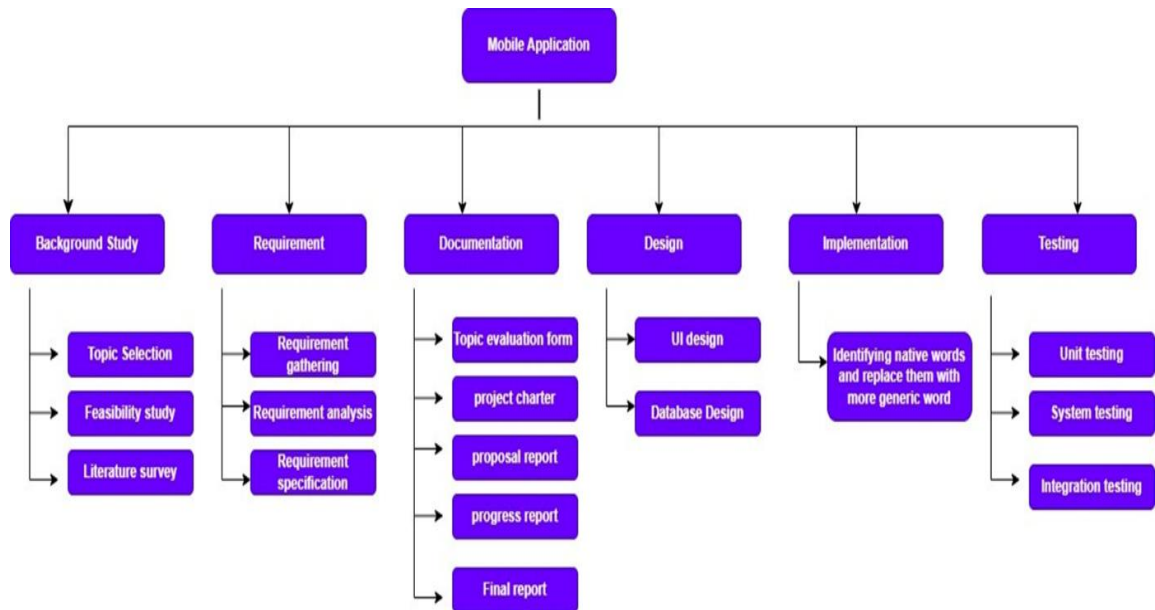 Mobile Application
Background Study
Requirement
Documentation
Design
Implementation
Testing
Topic Selection
Feasibility study
Literature survey
Requirement
gathering
Requirement analysis
Requirement
specification
Topic evaluation form
project charter
proposal report
progress report
Final report
UI design
Database Design
Identifying native words
and replace them with
more generic word
Unit testing
System testing
Integration testing